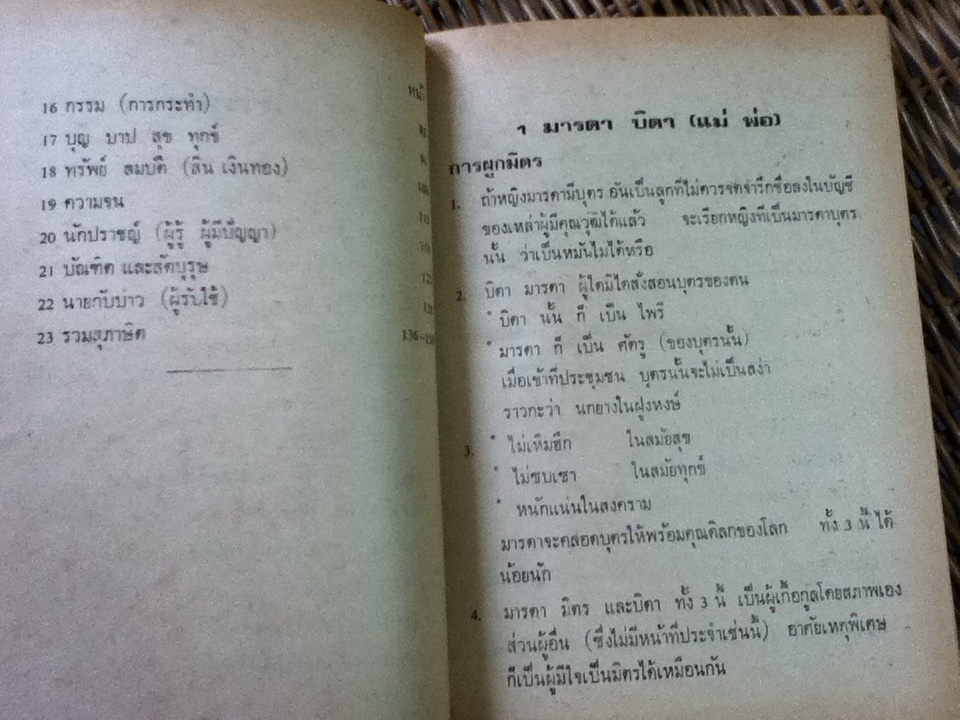 หน้า
16 กรรม (การกระทำ)
17 บุญ บาป สุข ทุกข์
18 ทรัพย์ สมบัติ (สิน เงินทอง)
19 ความจน
20 นักปราชญ์ (ผู้รู้ ผู้มีปัญญา)
21 บัณฑิต และสัตบุรุษ
22 นายกับบ่าว (ผู้รับใช้)
23 รวมสุภาษิต
1 มารดา บิดา (แม่ พ่อ)
การผูกมิตร
1. ถ้าหญิงมารดามีบุตร อันเป็นลูกที่ไม่ควรจดจำรึกชื่อลงในบัญชี
ของเหล่าผู้มีคุณวุฒิได้แล้ว จะเรียกหญิงที่เป็นมารดาบุตร
นั้น ว่าเป็นหมันไม่ได้หรือ
2. บิดา มารดา ผู้ใดมิได้สั่งสอนบุตรของตน
* บิดา นั้น ก็ เป็น ไพรี
* มารดา ก็ เป็น ศัตรู (ของบุตรนั้น)
เมื่อเข้าที่ประชุมชน บุตรนั้นจะไม่เป็นสง่า
ราวกะว่า นกยางในฝูงหงษ์
3. * ไม่เหิมฮึก ในสมัยสุข
* ไม่ซบเซา ในสมัยทุกข์
* หนักแน่นในสงคราม
มารดาจะคลอดบุตรให้พร้อมคุณดิลกของโลก ทั้ง 3 นี้ ได้
น้อยนัก
4. มารดา มิตร และบิดา ทั้ง 3 นี้ เป็นผู้เกื้อกูลโดยสภาพเอง
ส่วนผู้อื่น (ซึ่งไม่มีหน้าที่ประจำเช่นนี้) อาศัยเหตุพิเศษ
ก็เป็นผู้มีใจเป็นมิตรได้เหมือนกัน